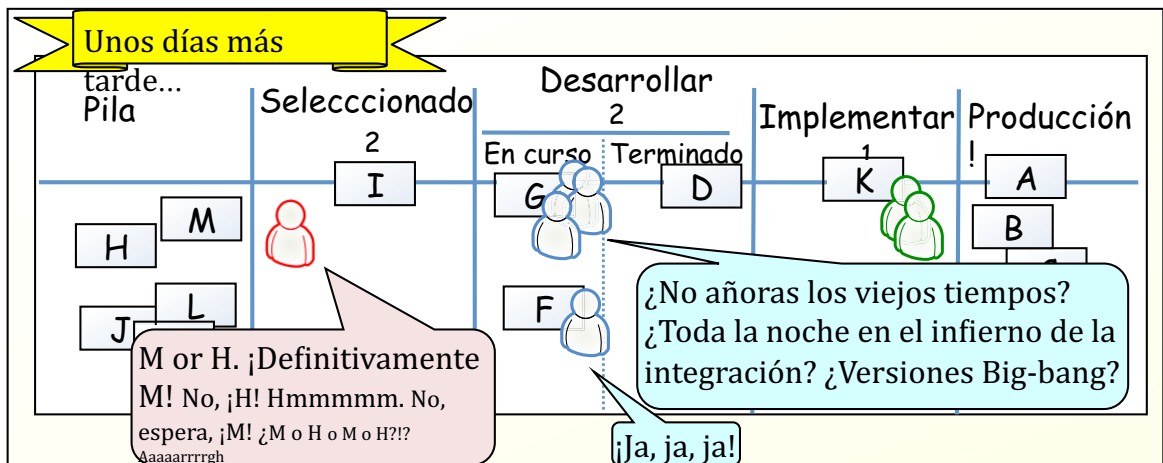 Unos días más
tarde...
Pila
Selecccionado
2
Desarrollar
2
En curso
Terminado
Implementar
1
Producción
!
I
G
D
K
A
M
H
B
L
J
F
M or H. ¡Definitivamente
M! No, ¡H! Hmmmmm. No,
espera, ¡M! ¿M o H o M o H?!?
Aaaaarrrrgh
¿No añoras los viejos tiempos?
¿Toda la noche en el infierno de la
integración? ¿Versiones Big-bang?
¡Ja, ja, ja!